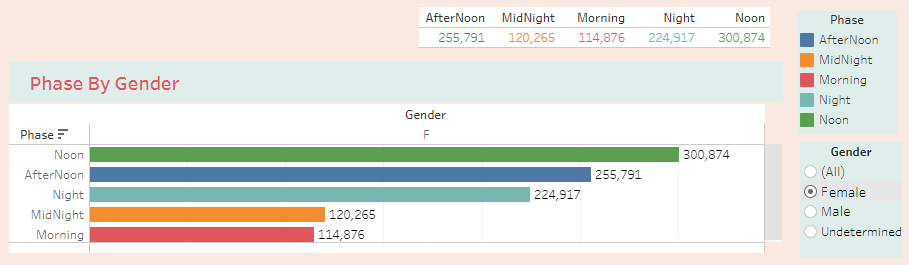 AfterNoon MidNight Morning Night Noon
255,791 120,265 114,876 224,917 300,874
Phase By Gender
Gender
Phase F
Noon 300,874
AfterNoon 255,791
Night 224,917
MidNight 120,265
Morning 114,876
Phase
AfterNoon
MidNight
Morning
Night
Noon
Gender
(All)
Female
Male
Undetermined